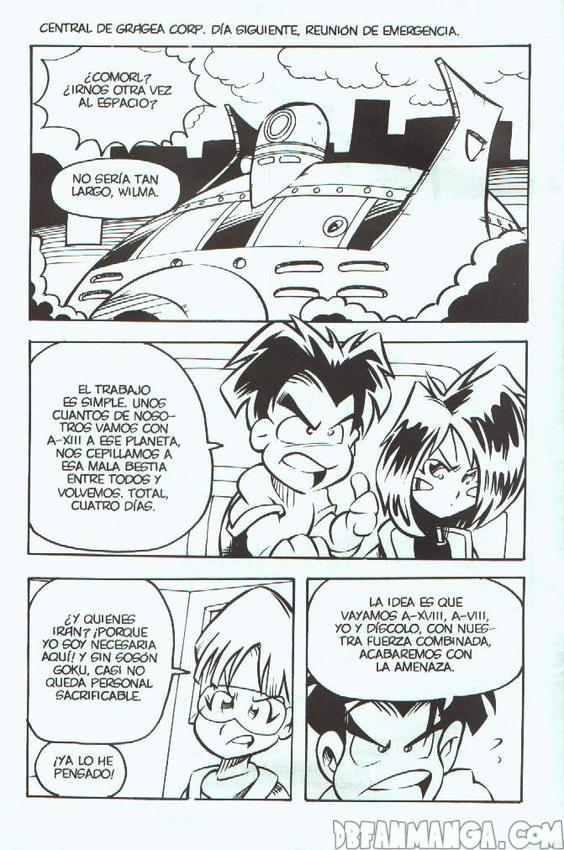 CENTRAL DE GRAGEA CORP. DÍA SIGUIENTE, REUNIÓN DE EMERGENCIA.
¿COMORL?
¿IRNOS OTRA VEZ
AL ESPACIO?
NO SERÍA TAN
LARGO, WILMA.
EL TRABAJO
ES SIMPLE. UNOS
CUANTOS DE NOSO-
TROS VAMOS CON
A-XIII A ESE PLANETA,
NOS CEPILLAMOS A
ESA MALA BESTIA
ENTRE TODOS Y
VOLVEMOS. TOTAL,
CUATRO DÍAS.
¿Y QUIENES
IRÁN? ¡PORQUE
YO SOY NECESARIA
AQUÍ! Y SIN SOSÓN
GOKU, CASI NO
QUEDA PERSONAL
SACRIFICABLE.
¡YA LO HE
PENSADO!
LA IDEA ES QUE
VAYAMOS A-XVIII, A-VIII,
YO Y DÍSCOLO, CON NUES-
TRA FUERZA COMBINADA,
ACABAREMOS CON
LA AMENAZA.
DBFANMANGA.COM